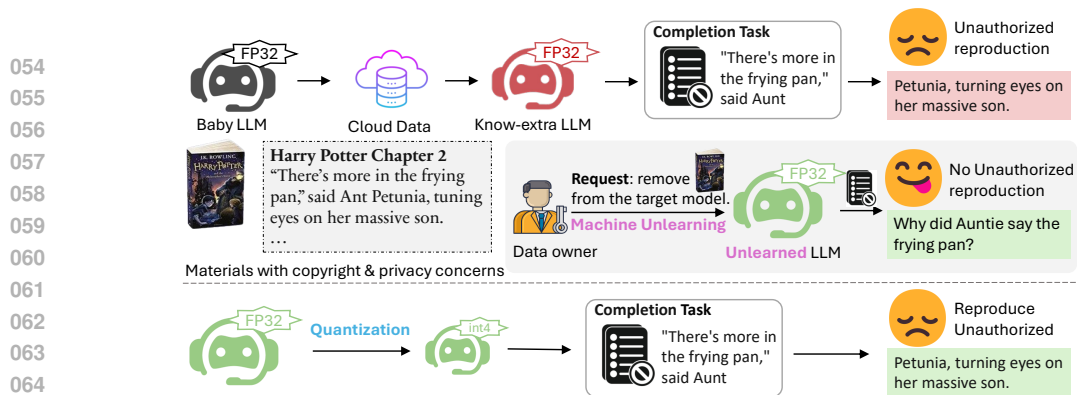 054
055
056
057
058
059
060
061
062
063
064
FP32
Baby LLM
Cloud Data
FP32
Know-extra LLM
Completion Task
"There's more in
the frying pan,"
said Aunt
Unauthorized
reproduction
Petunia, turning eyes on
her massive son.
J.K. ROWLING
HARRY POTTER
Harry Potter Chapter 2
“There's more in the frying
pan,” said Ant Petunia, tuning
eyes on her massive son.
…
Materials with copyright & privacy concerns
Data owner
Request: remove
from the target model.
Machine Unlearning
FP32
Unlearned LLM
No Unauthorized
reproduction
Why did Auntie say the
frying pan?
FP32
Quantization
int4
Completion Task
"There's more in
the frying pan,"
said Aunt
Reproduce
Unauthorized
Petunia, turning eyes on
her massive son.